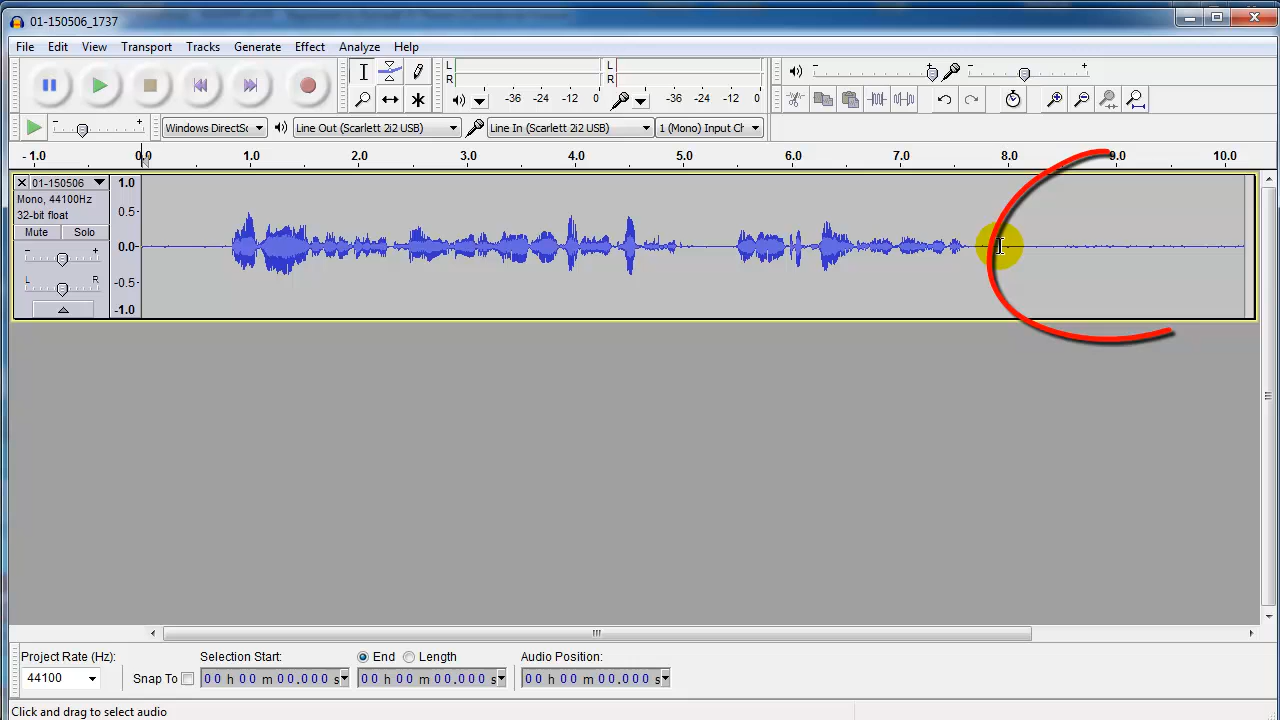 01-150506_1737
File Edit View Transport Tracks Generate Effect Analyze Help
L
R
-36 -24 -12 0
L
R
-36 -24 -12 0
- +
- +
- +
Windows DirectSc
Line Out (Scarlett 2i2 USB)
Line In (Scarlett 2i2 USB)
1 (Mono) Input Cl
- 1.0 0.0 1.0 2.0 3.0 4.0 5.0 6.0 7.0 8.0 9.0 10.0
01-150506
Mono, 44100Hz
32-bit float
Mute Solo
- +
L R
1.0
0.5
0.0
-0.5
-1.0
Project Rate (Hz): Selection Start: End Length Audio Position:
44100 Snap To 00 h 00 m 00.000 s 00 h 00 m 00.000 s 00 h 00 m 00.000 s
Click and drag to select audio